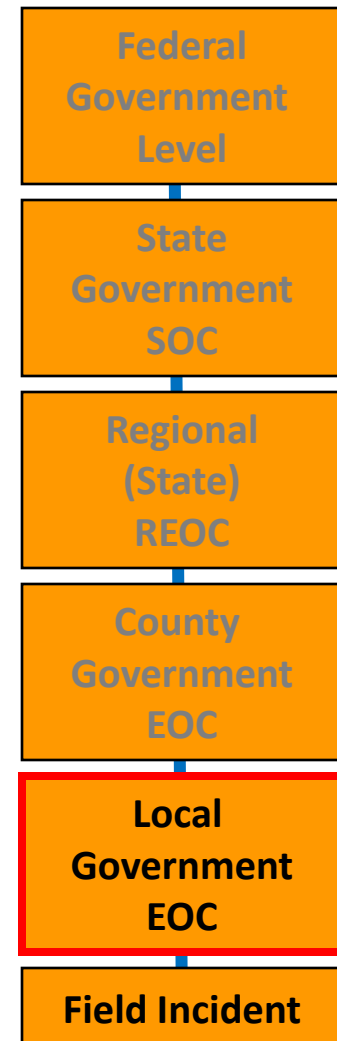 Federal
Government
Level
State
Government
SOC
Regional
(State)
REOC
County
Government
EOC
Local
Government
EOC
Field Incident